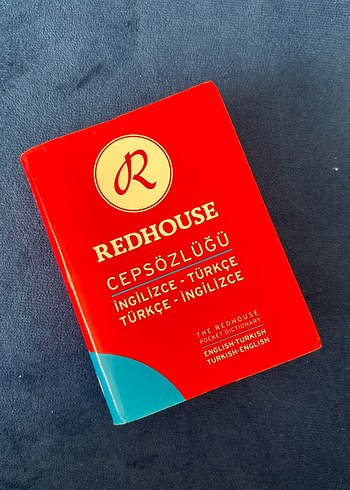 R
REDHOUSE
CEPSÖZLÜĞÜ
İNGİLİZCE - TÜRKÇE
TÜRKÇE - İNGİLİZCE
THE REDHOUSE
POCKET DICTIONARY
ENGLISH-TURKISH
TURKISH-ENGLISH